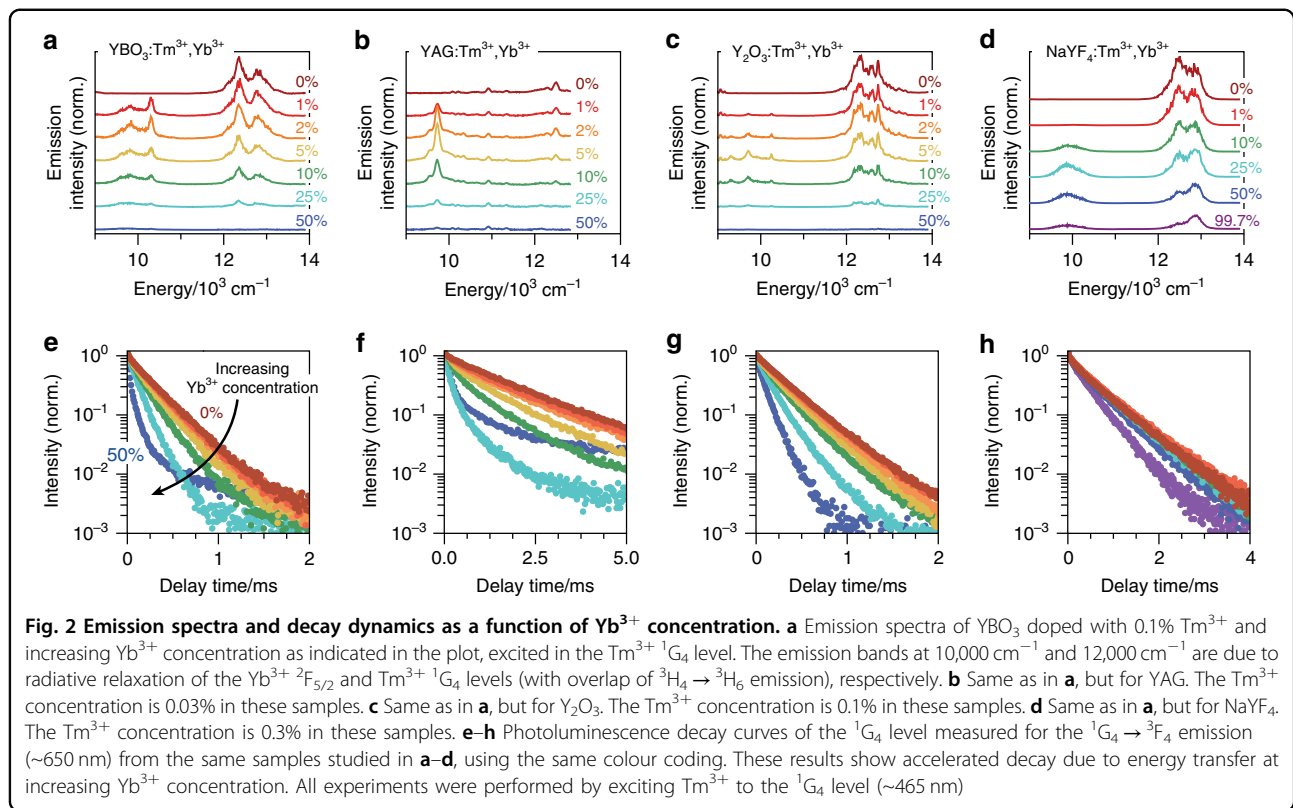 a
YBO₃:Tm³⁺,Yb³⁺
Emission
intensity (norm.)
0%
1%
2%
5%
10%
25%
50%
10 12 14
Energy/10³ cm⁻¹
b
YAG:Tm³⁺,Yb³⁺
Emission
intensity (norm.)
0%
1%
2%
5%
10%
25%
50%
10 11 12 13 14
Energy/10³ cm⁻¹
c
Y₂O₃:Tm³⁺,Yb³⁺
Emission
intensity (norm.)
0%
1%
2%
5%
10%
25%
50%
10 12 14
Energy/10³ cm⁻¹
d
NaYF₄:Tm³⁺,Yb³⁺
Emission
intensity (norm.)
0%
1%
10%
25%
50%
99.7%
10 12 14
Energy/10³ cm⁻¹
e
Intensity (norm.)
10⁰
10⁻¹
10⁻²
10⁻³
Increasing
Yb³⁺ concentration
0%
50%
0 1 2
Delay time/ms
f
Intensity (norm.)
10⁰
10⁻¹
10⁻²
10⁻³
0.0 2.5 5.0
Delay time/ms
g
Intensity (norm.)
10⁰
10⁻¹
10⁻²
10⁻³
0 1 2
Delay time/ms
h
Intensity (norm.)
10⁰
10⁻¹
10⁻²
10⁻³
0 2 4
Delay time/ms
Fig. 2 Emission spectra and decay dynamics as a function of Yb³⁺ concentration. a Emission spectra of YBO₃ doped with 0.1% Tm³⁺ and
increasing Yb³⁺ concentration as indicated in the plot, excited in the Tm³⁺ ¹G₄ level. The emission bands at 10,000 cm⁻¹ and 12,000 cm⁻¹ are due to
radiative relaxation of the Yb³⁺ ²F₅/₂ and Tm³⁺ ¹G₄ levels (with overlap of ³H₄ → ³H₆ emission), respectively. b Same as in a, but for YAG. The Tm³⁺
concentration is 0.03% in these samples. c Same as in a, but for Y₂O₃. The Tm³⁺ concentration is 0.1% in these samples. d Same as in a, but for NaYF₄.
The Tm³⁺ concentration is 0.3% in these samples. e–h Photoluminescence decay curves of the ¹G₄ level measured for the ¹G₄ → ³F₄ emission
(~650 nm) from the same samples studied in a–d, using the same colour coding. These results show accelerated decay due to energy transfer at
increasing Yb³⁺ concentration. All experiments were performed by exciting Tm³⁺ to the ¹G₄ level (~465 nm)